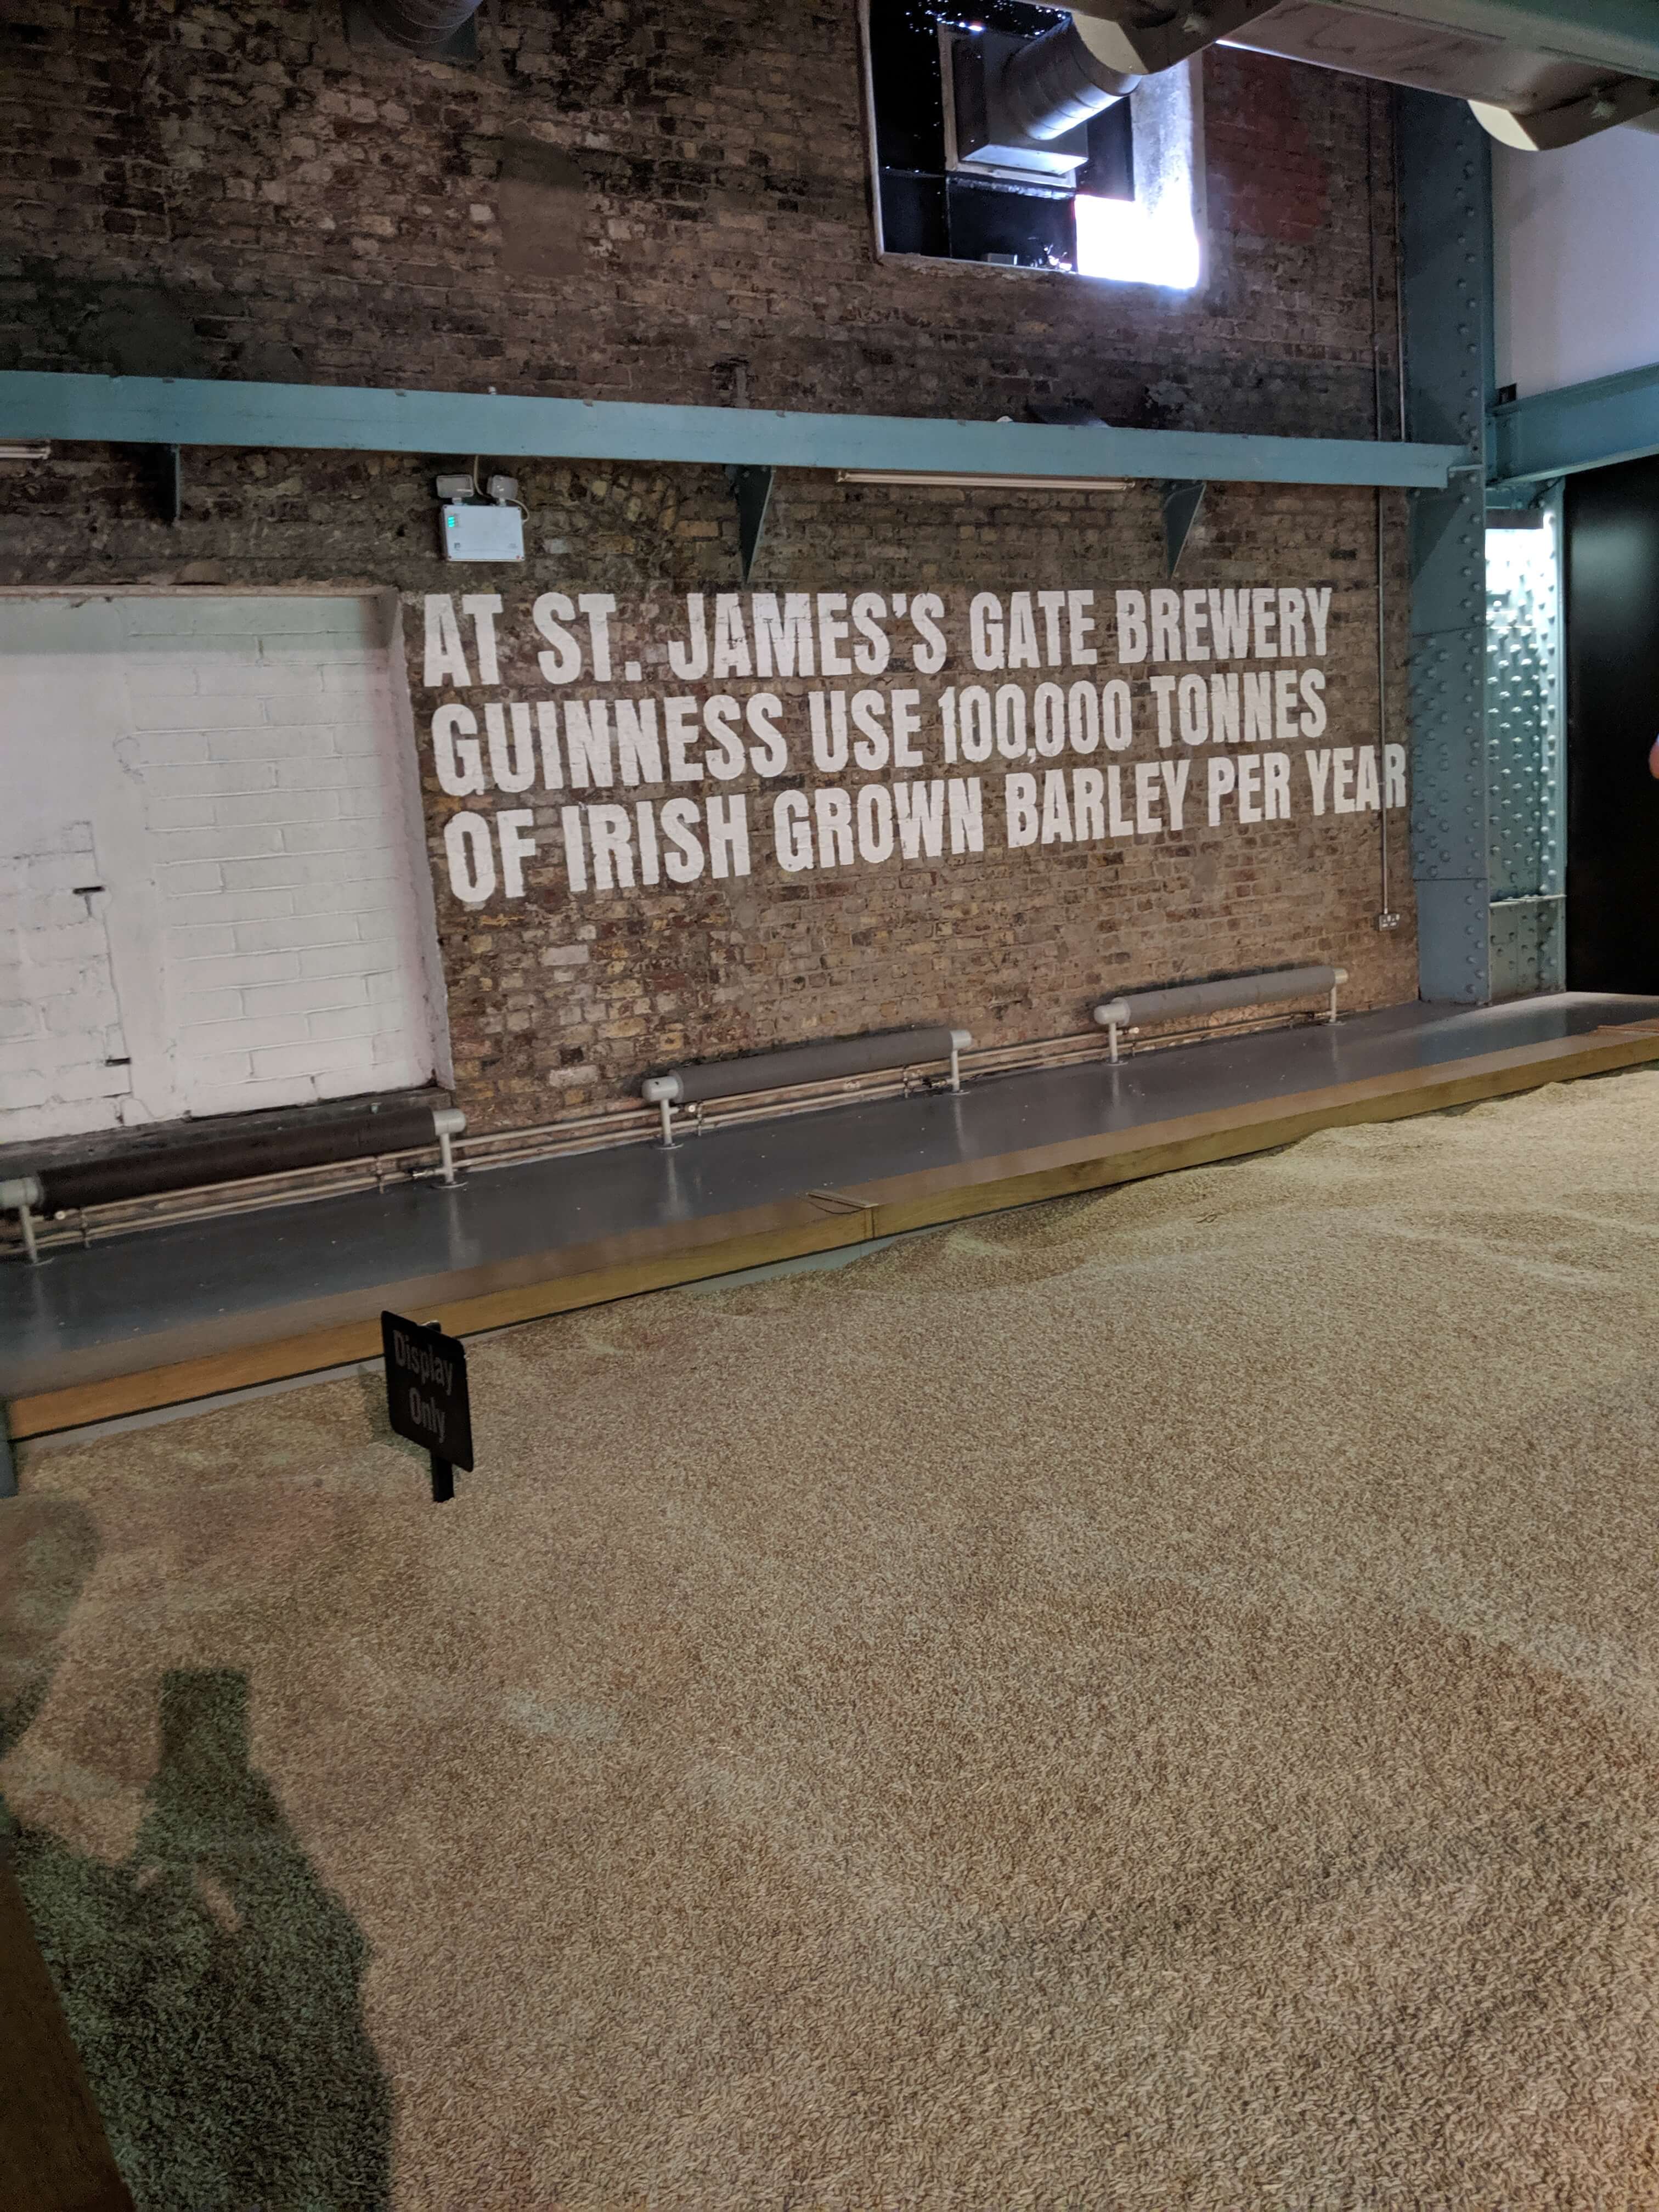 AT ST. JAMES'S GATE BREWERY
GUINNESS USE 100,000 TONNES
OF IRISH GROWN BARLEY PER YEAR
Display
Only